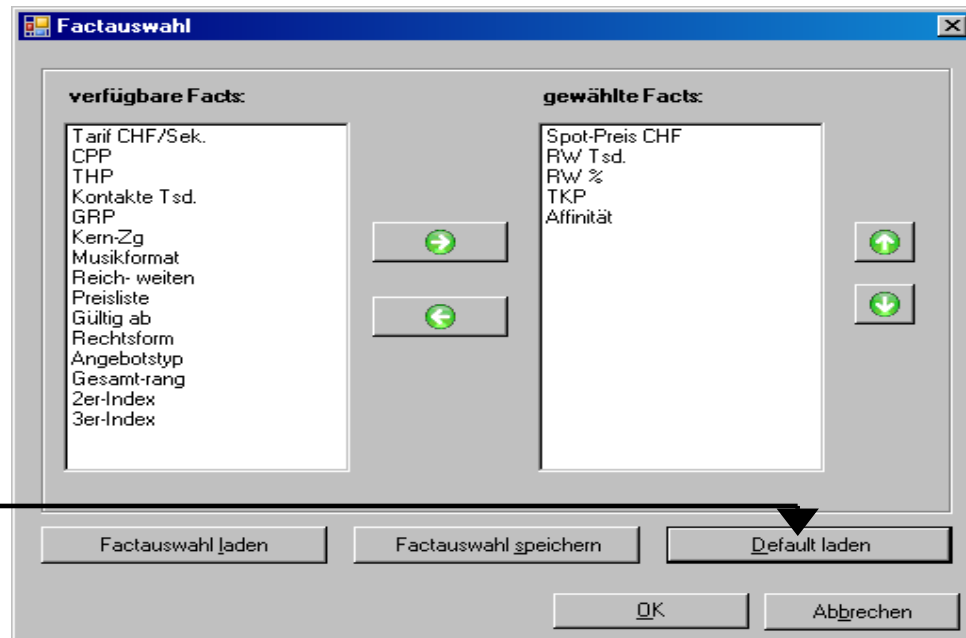 Factauswahl
verfügbare Facts:
Tarif CHF/Sek.
CPP
THP
Kontakte Tsd.
GRP
Kern-Zg
Musikformat
Reich- weiten
Preisliste
Gültig ab
Rechtsform
Angebotstyp
Gesamt-rang
2er-Index
3er-Index
gewählte Facts:
Spot-Preis CHF
RW Tsd.
RW %
TKP
Affinität
Factauswahl laden
Factauswahl speichern
Default laden
OK
Abbrechen